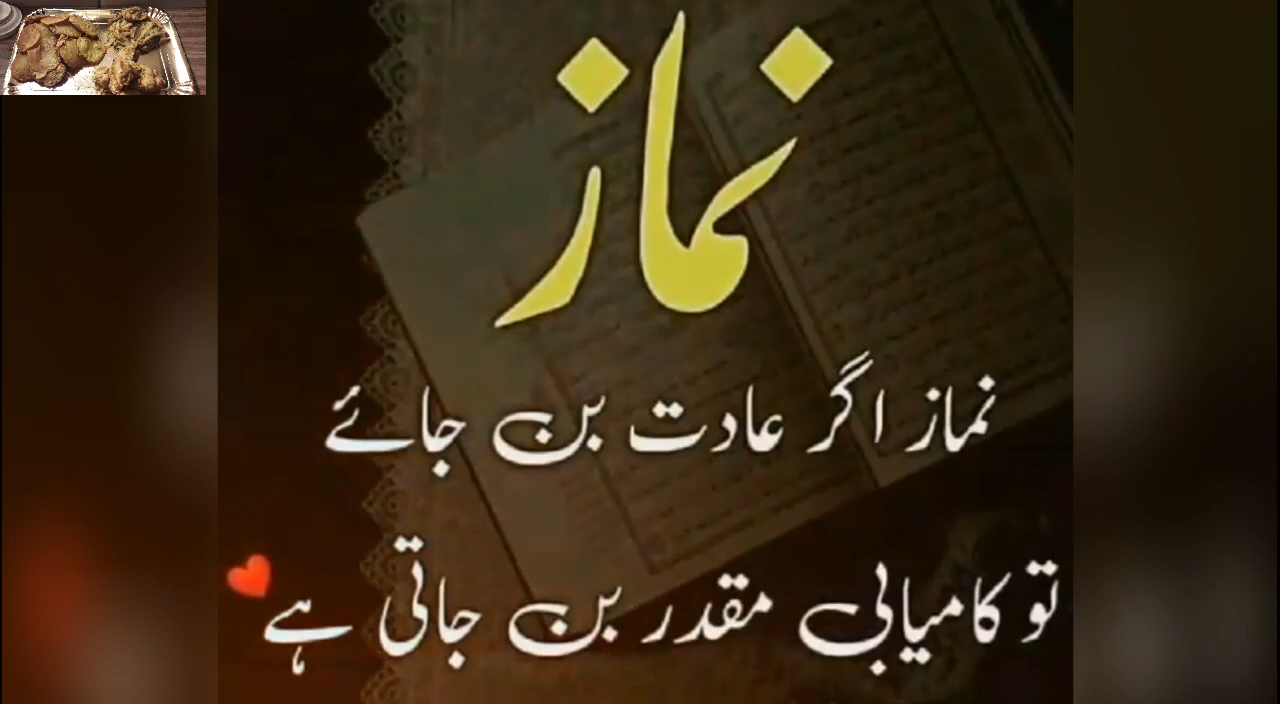 نماز
نماز اگر عادت بن جائے
تو کامیابی مقدر بن جاتی ہے